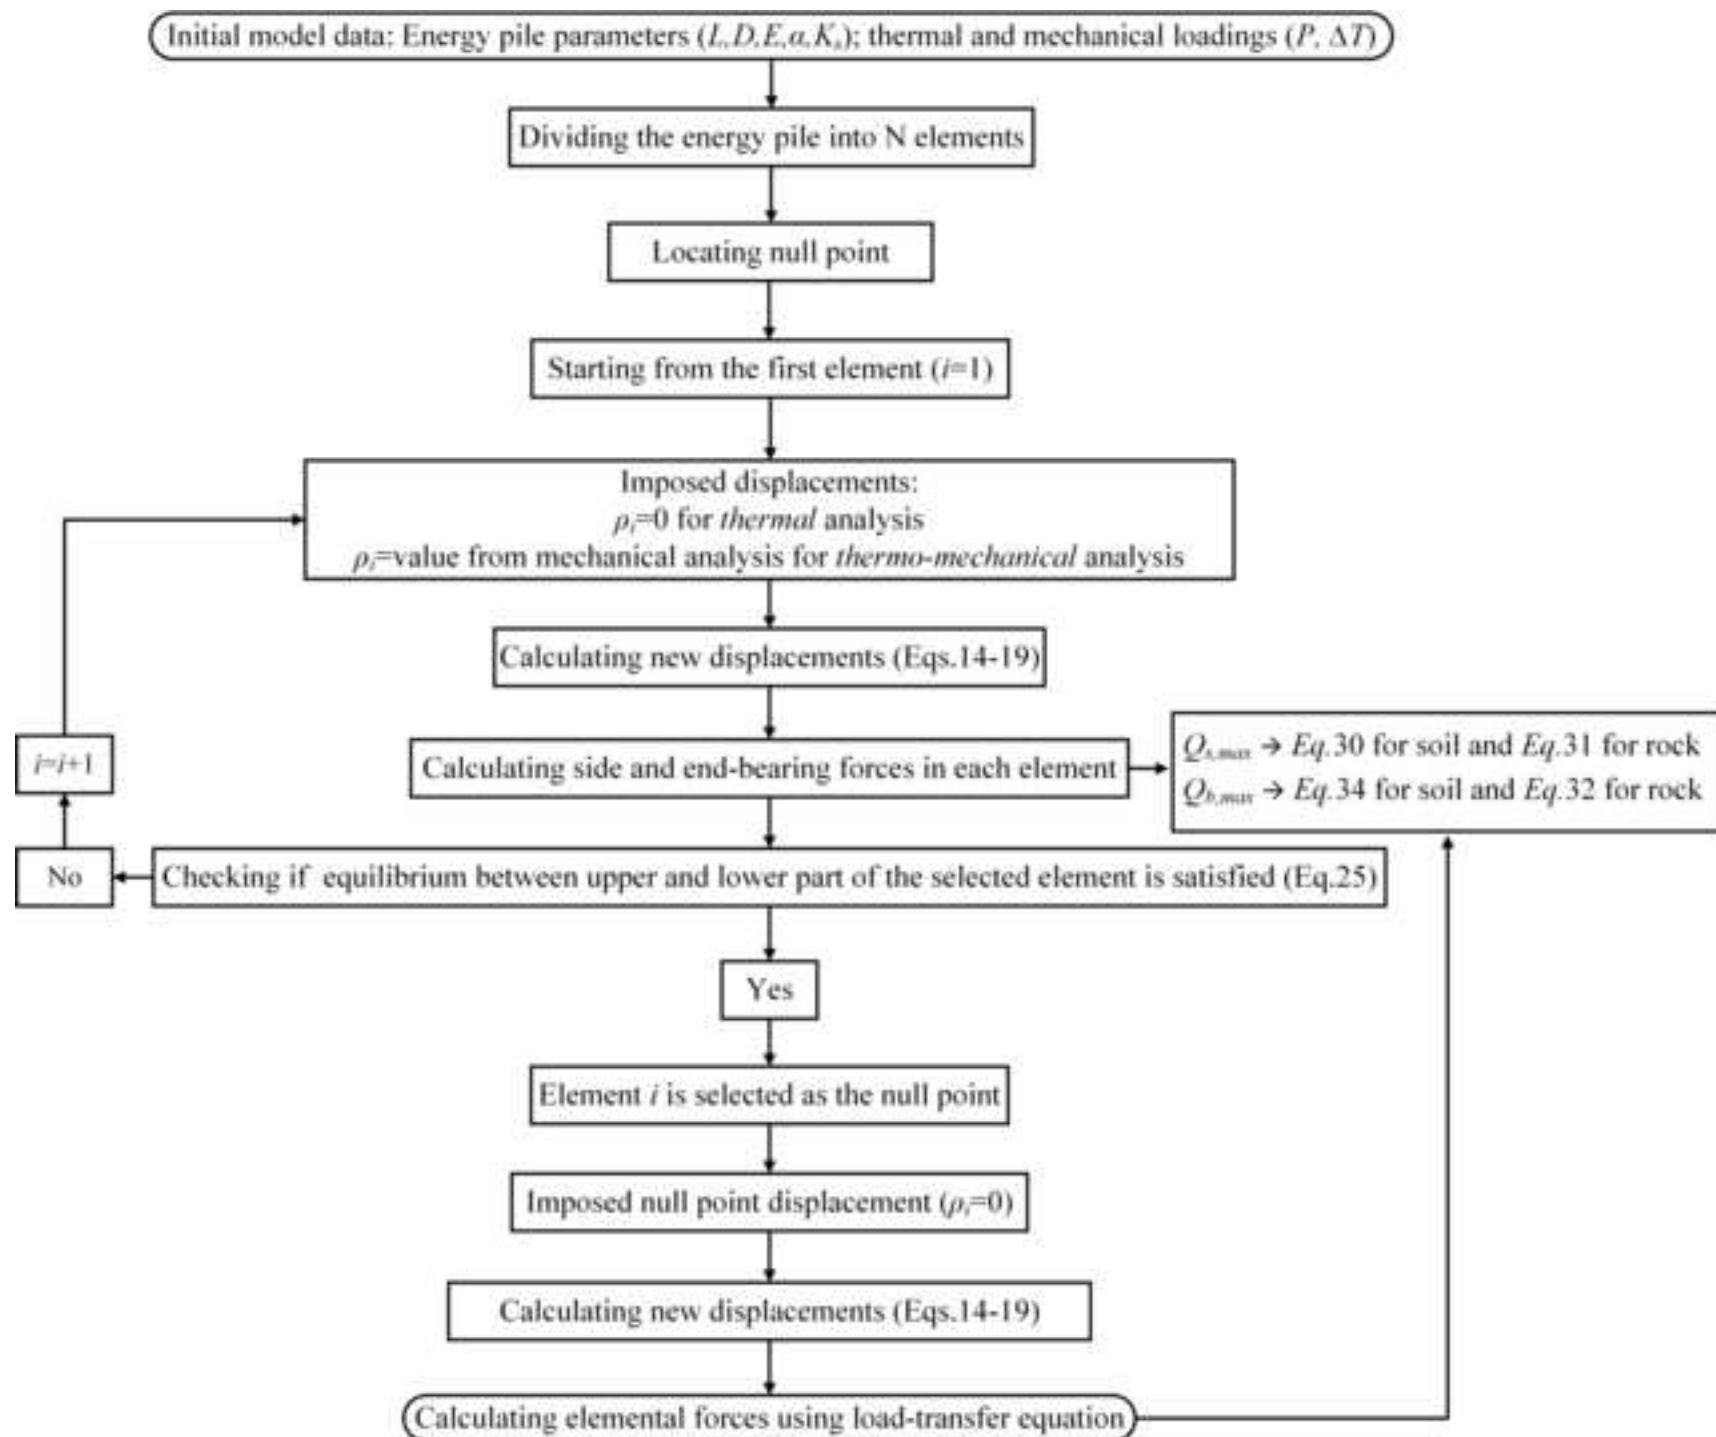 Initial model data: Energy pile parameters (L,D,E,α,Ks); thermal and mechanical loadings (P, ΔT)
Dividing the energy pile into N elements
Locating null point
Starting from the first element (i=1)
Imposed displacements:
ρi=0 for thermal analysis
ρi=value from mechanical analysis for thermo-mechanical analysis
Calculating new displacements (Eqs.14-19)
Calculating side and end-bearing forces in each element
Qs,max → Eq.30 for soil and Eq.31 for rock
Qb,max → Eq.34 for soil and Eq.32 for rock
i=i+1
No
Checking if equilibrium between upper and lower part of the selected element is satisfied (Eq.25)
Yes
Element i is selected as the null point
Imposed null point displacement (ρi=0)
Calculating new displacements (Eqs.14-19)
Calculating elemental forces using load-transfer equation